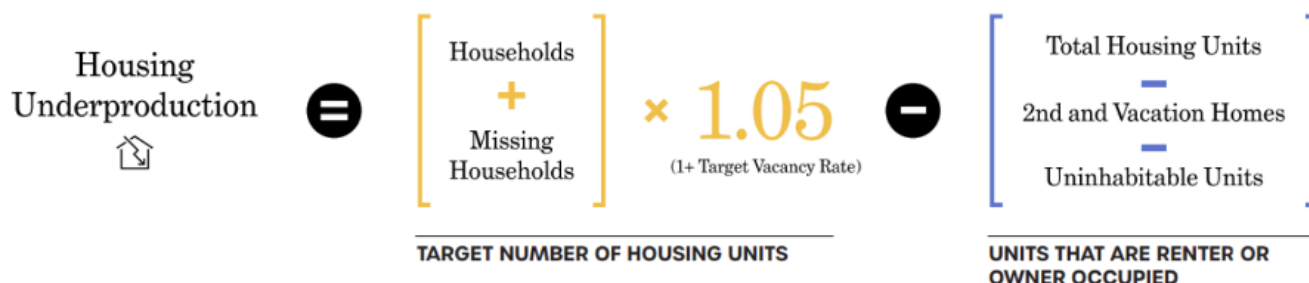 Housing
Underproduction
=
Households
+
Missing
Households
× 1.05
(1+ Target Vacancy Rate)
−
Total Housing Units
−
2nd and Vacation Homes
−
Uninhabitable Units
TARGET NUMBER OF HOUSING UNITS
UNITS THAT ARE RENTER OR
OWNER OCCUPIED